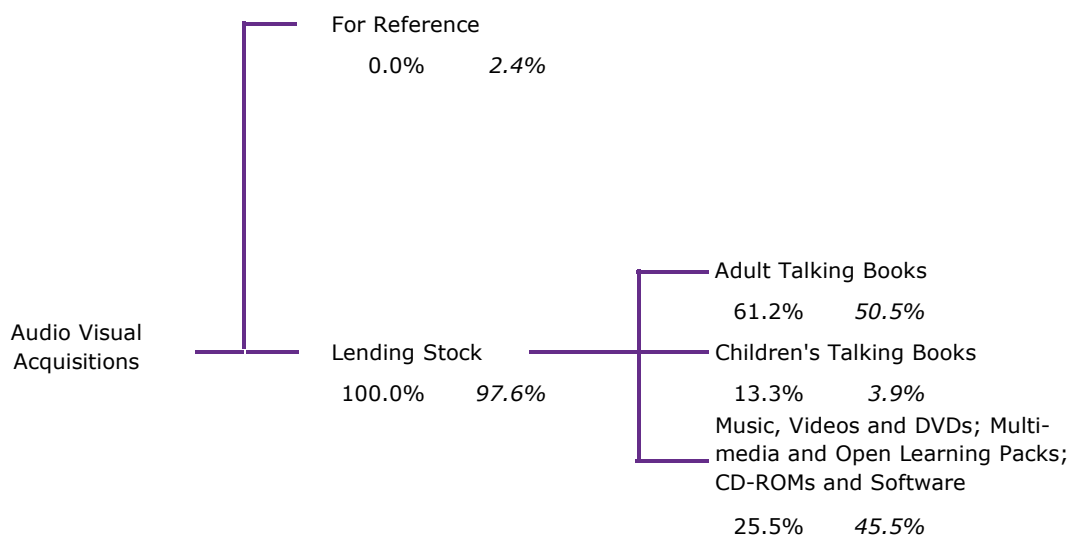 For Reference
0.0% 2.4%
Audio Visual
Acquisitions
Lending Stock
100.0% 97.6%
Adult Talking Books
61.2% 50.5%
Children's Talking Books
13.3% 3.9%
Music, Videos and DVDs; Multi-
media and Open Learning Packs;
CD-ROMs and Software
25.5% 45.5%